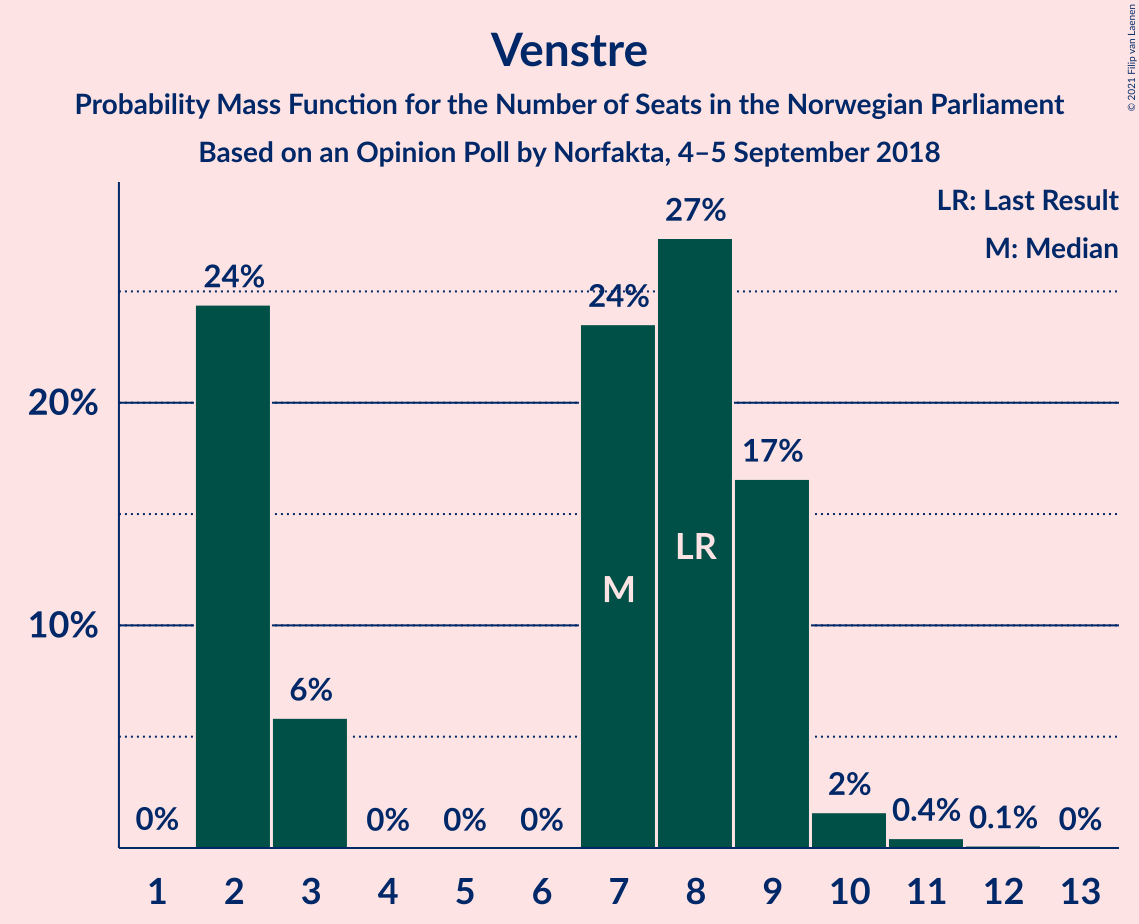 Venstre
Probability Mass Function for the Number of Seats in the Norwegian Parliament
Based on an Opinion Poll by Norfakta, 4–5 September 2018
© 2021 Filip van Laenen
LR: Last Result
M: Median
20%
10%
0%
24%
6%
0%
0%
0%
24%
27%
17%
2%
0.4%
0.1%
0%
M
LR
1 2 3 4 5 6 7 8 9 10 11 12 13